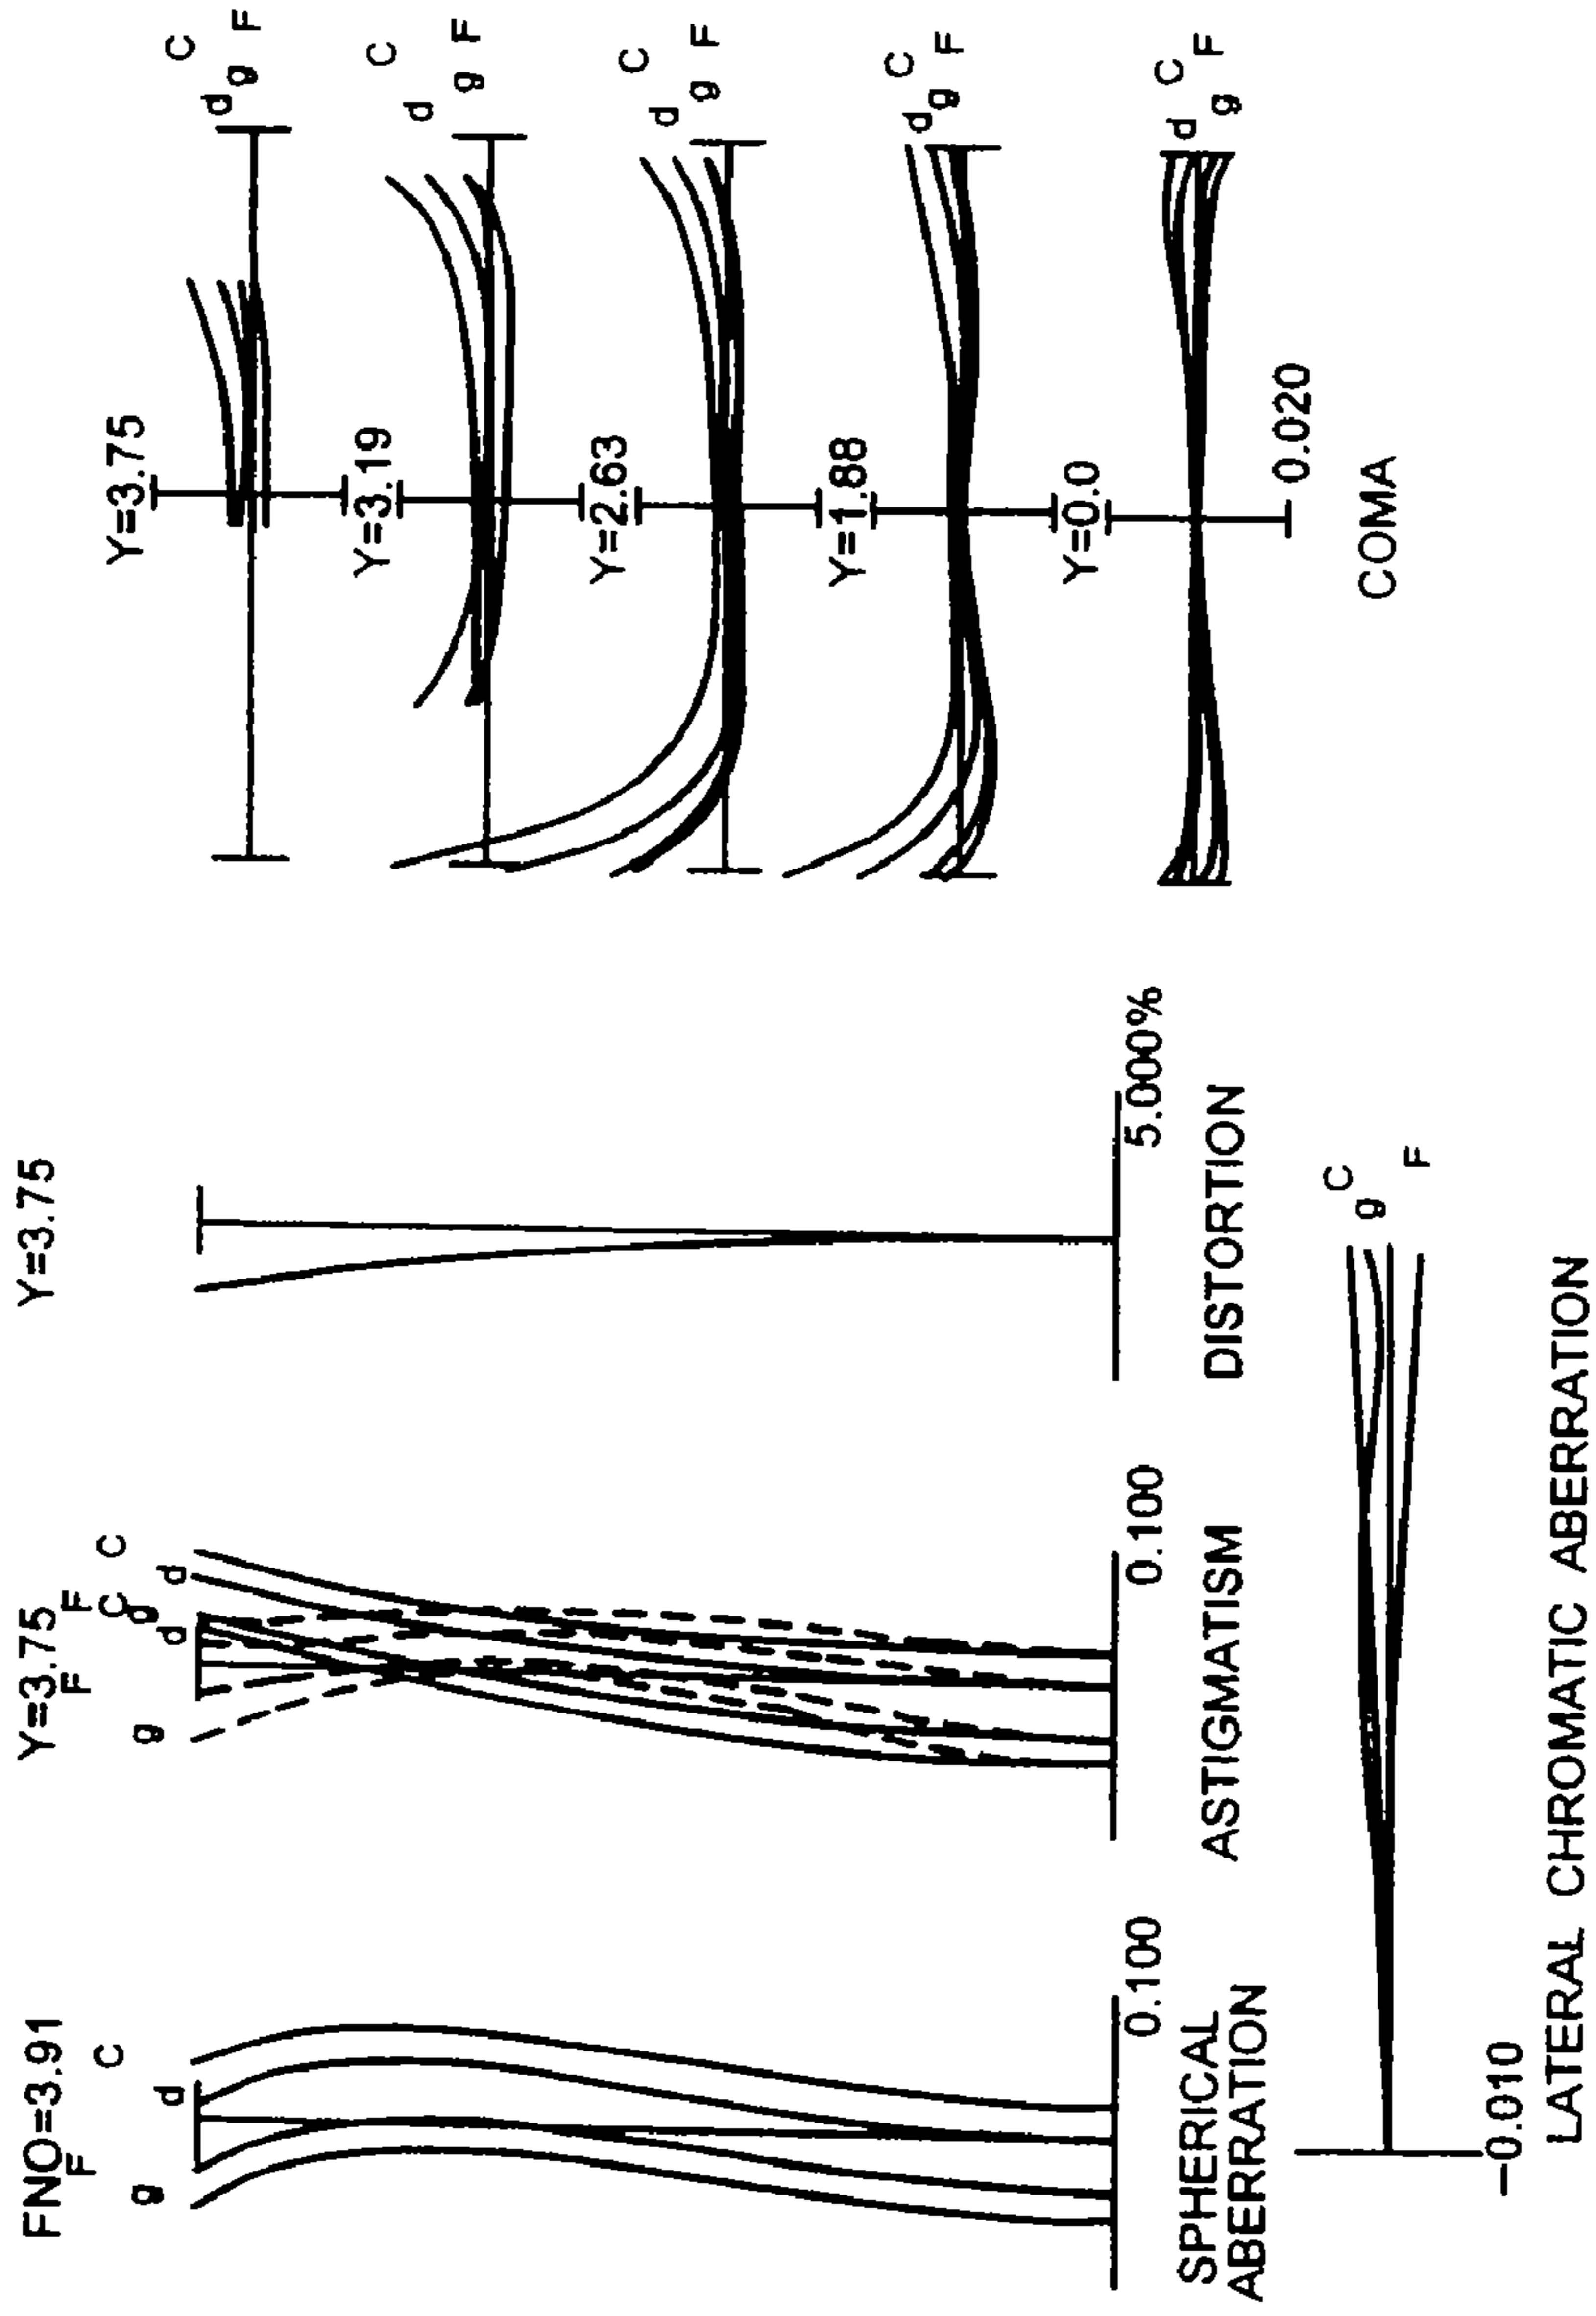 FNO=3.91
F
g
d
C
0.100
SPHERICAL
ABERRATION
Y=3.75
F
g
d
C
g
F
d
C
0.100
ASTIGMATISM
Y=3.75
5.000%
DISTORTION
Y=3.75
d
g
C
F
Y=3.19
d
g
C
F
Y=2.63
d
g
C
F
Y=1.88
d
g
C
F
Y=0.0
d
g
C
F
0.020
COMA
C
g
F
−0.010
LATERAL CHROMATIC ABERRATION